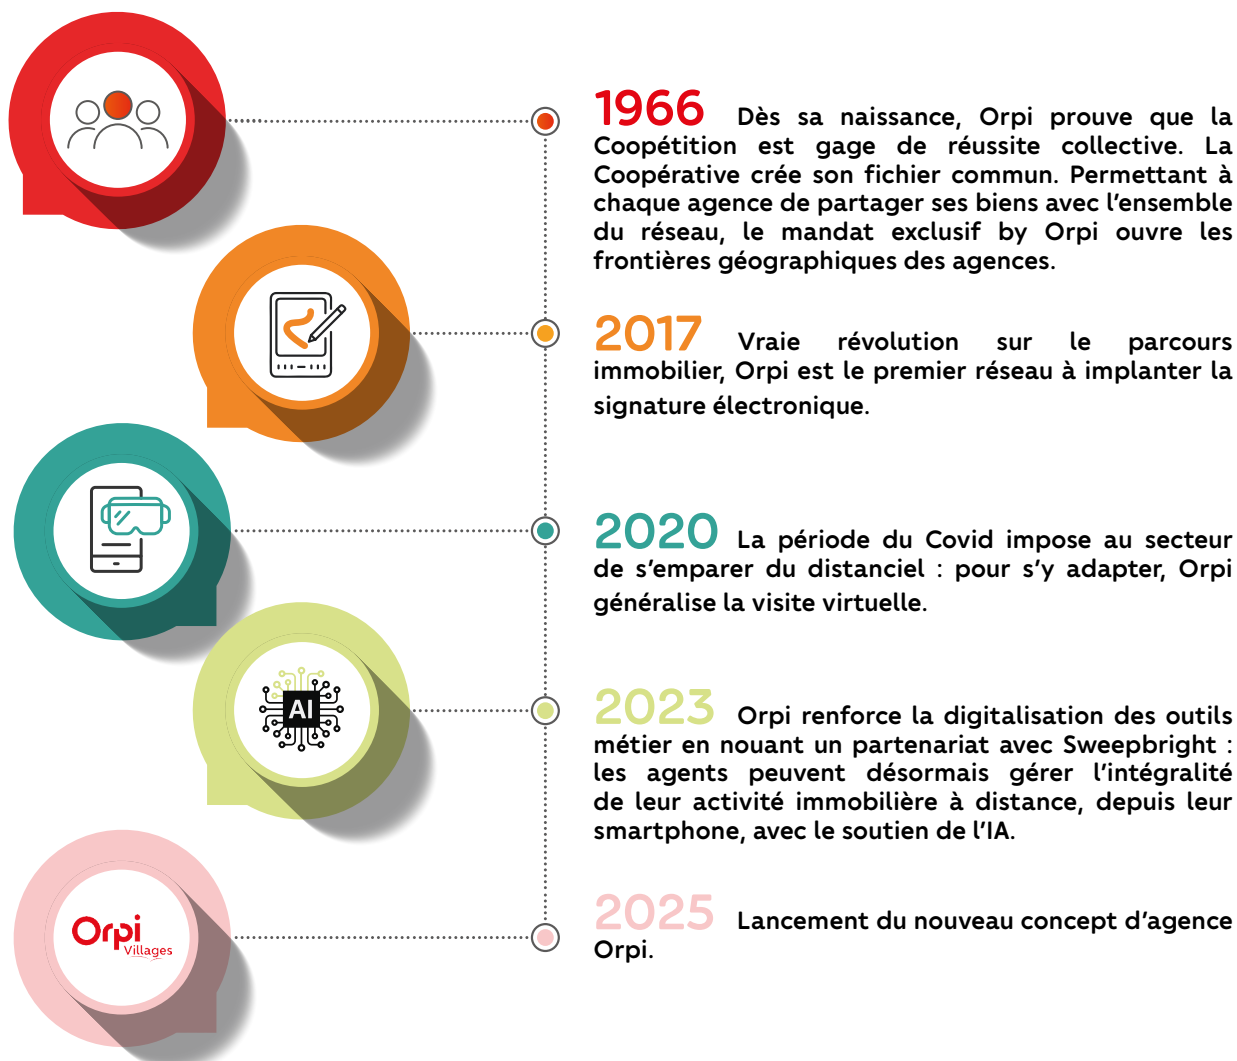 1966 Dès sa naissance, Orpi prouve que la
Coopétition est gage de réussite collective. La
Coopérative crée son fichier commun. Permettant à
chaque agence de partager ses biens avec l’ensemble
du réseau, le mandat exclusif by Orpi ouvre les
frontières géographiques des agences.
2017 Vraie révolution sur le parcours
immobilier, Orpi est le premier réseau à implanter la
signature électronique.
2020 La période du Covid impose au secteur
de s’emparer du distanciel : pour s’y adapter, Orpi
généralise la visite virtuelle.
AI
2023 Orpi renforce la digitalisation des outils
métier en nouant un partenariat avec Sweepbright :
les agents peuvent désormais gérer l’intégralité
de leur activité immobilière à distance, depuis leur
smartphone, avec le soutien de l’IA.
Orpi
Villages
2025 Lancement du nouveau concept d’agence
Orpi.